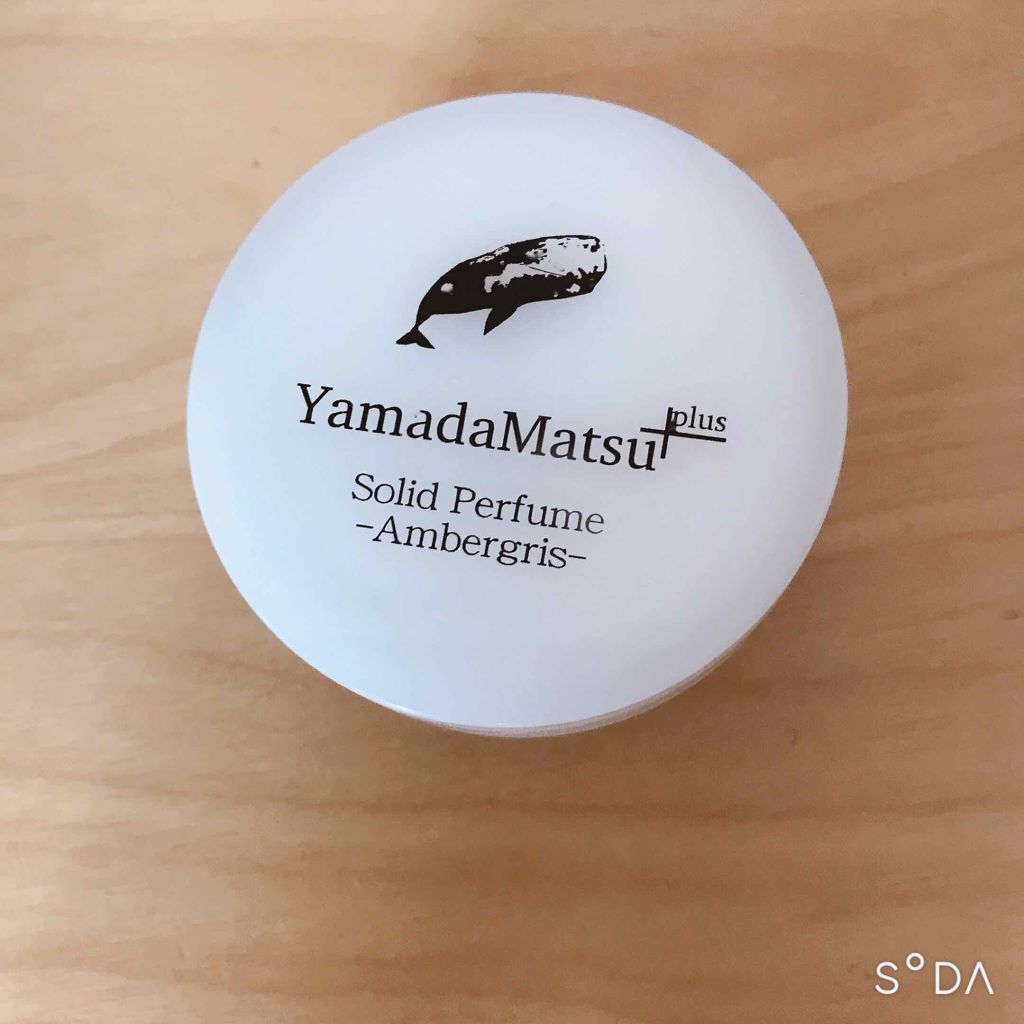 YamadaMatsu plus
Solid Perfume
-Ambergris-
S°DA